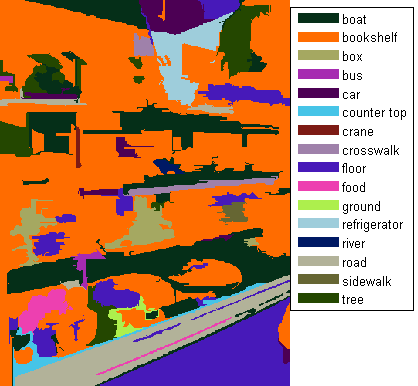 boat
bookshelf
box
bus
car
counter top
crane
crosswalk
floor
food
ground
refrigerator
river
road
sidewalk
tree